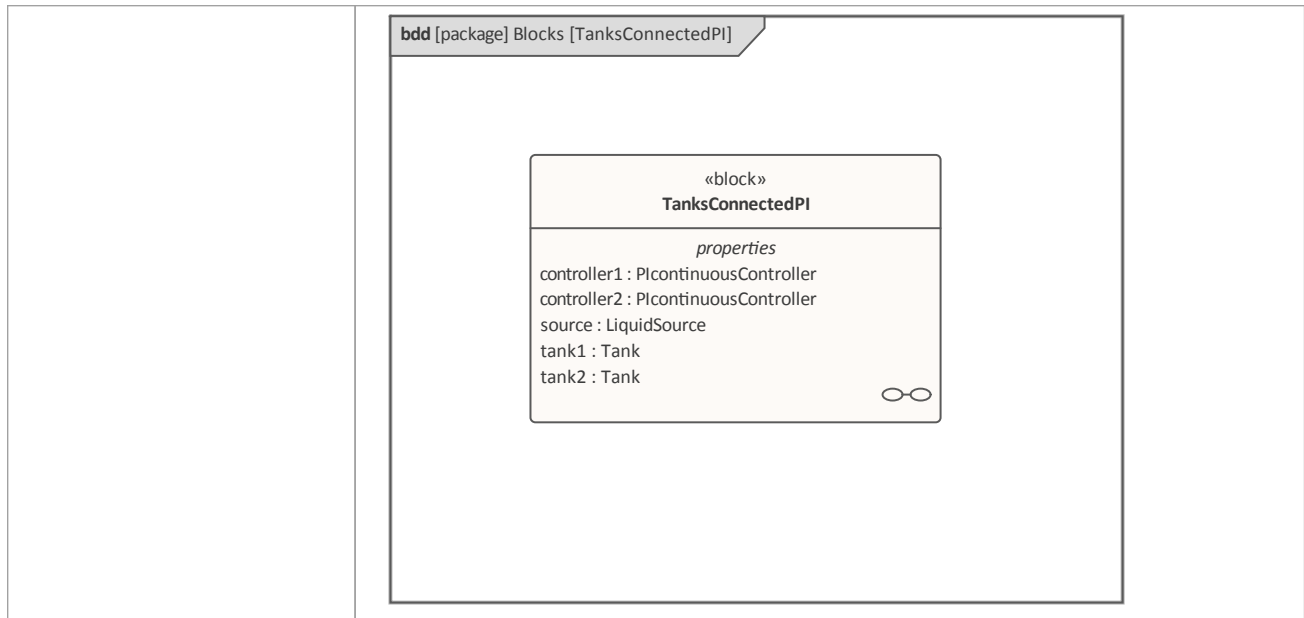 bdd [package] Blocks [TanksConnectedPI]
«block»
TanksConnectedPI
properties
controller1 : PIcontinuousController
controller2 : PIcontinuousController
source : LiquidSource
tank1 : Tank
tank2 : Tank